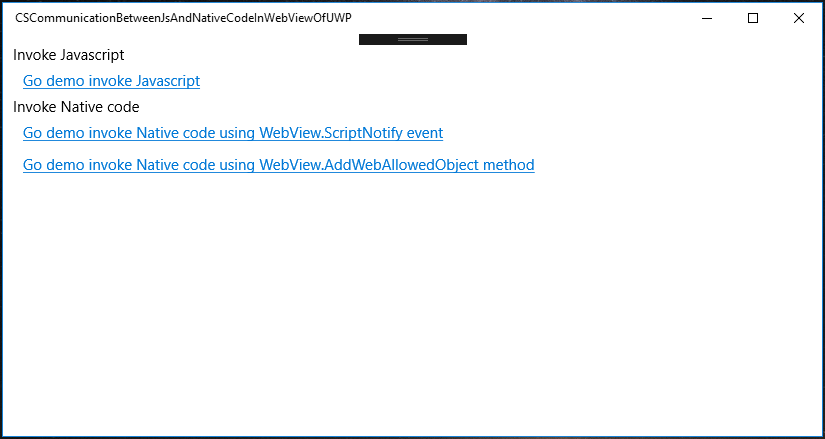 CSCommunicationBetweenJsAndNativeCodeInWebViewOfUWP
Invoke Javascript
Go demo invoke Javascript
Invoke Native code
Go demo invoke Native code using WebView.ScriptNotify event
Go demo invoke Native code using WebView.AddWebAllowedObject method